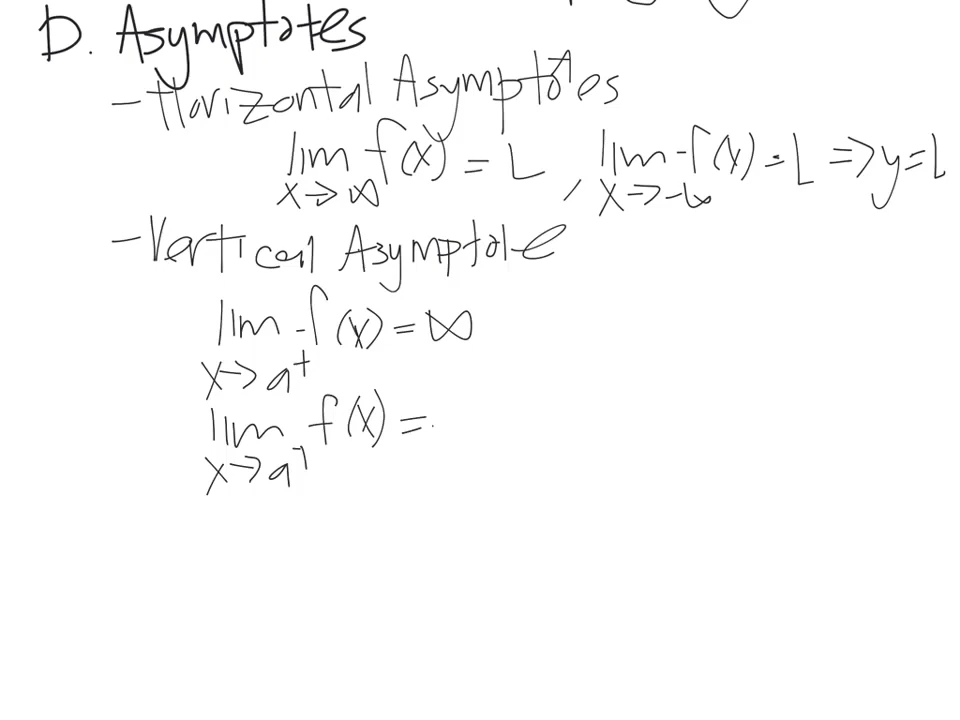 D. Asymptotes
- Horizontal Asymptotes
lim f(x) = L , lim f(x) = L => y = L
x→∞ x→-∞
- Vertical Asymptote
lim f(x) = ∞
x→a⁺
lim f(x) =
x→a